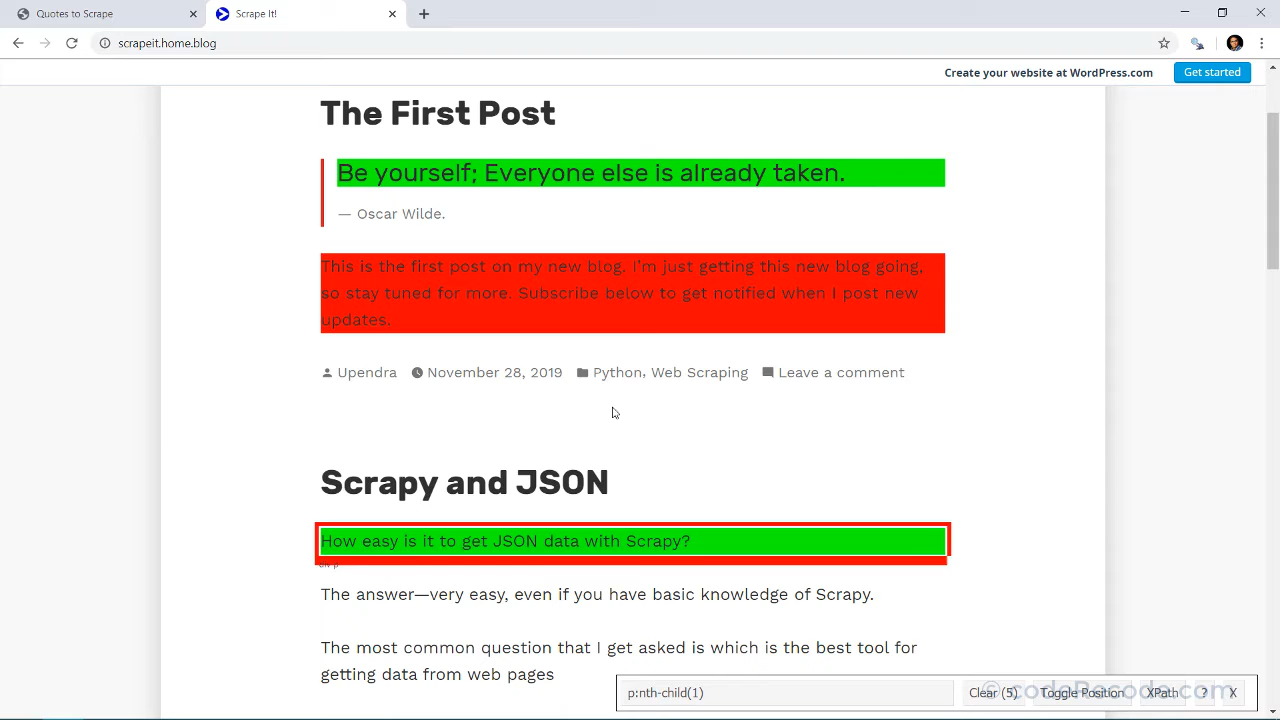 Quotes to Scrape
Scrape It!
scrapeit.home.blog
Create your website at WordPress.com
Get started
The First Post
Be yourself; Everyone else is already taken.
— Oscar Wilde.
This is the first post on my new blog. I'm just getting this new blog going,
so stay tuned for more. Subscribe below to get notified when I post new
updates.
Upendra November 28, 2019 Python, Web Scraping Leave a comment
Scrapy and JSON
How easy is it to get JSON data with Scrapy?
div p
The answer—very easy, even if you have basic knowledge of Scrapy.
The most common question that I get asked is which is the best tool for
getting data from web pages
p:nth-child(1) Clear (5) Toggle Position XPath ? X
© codeRecode.com